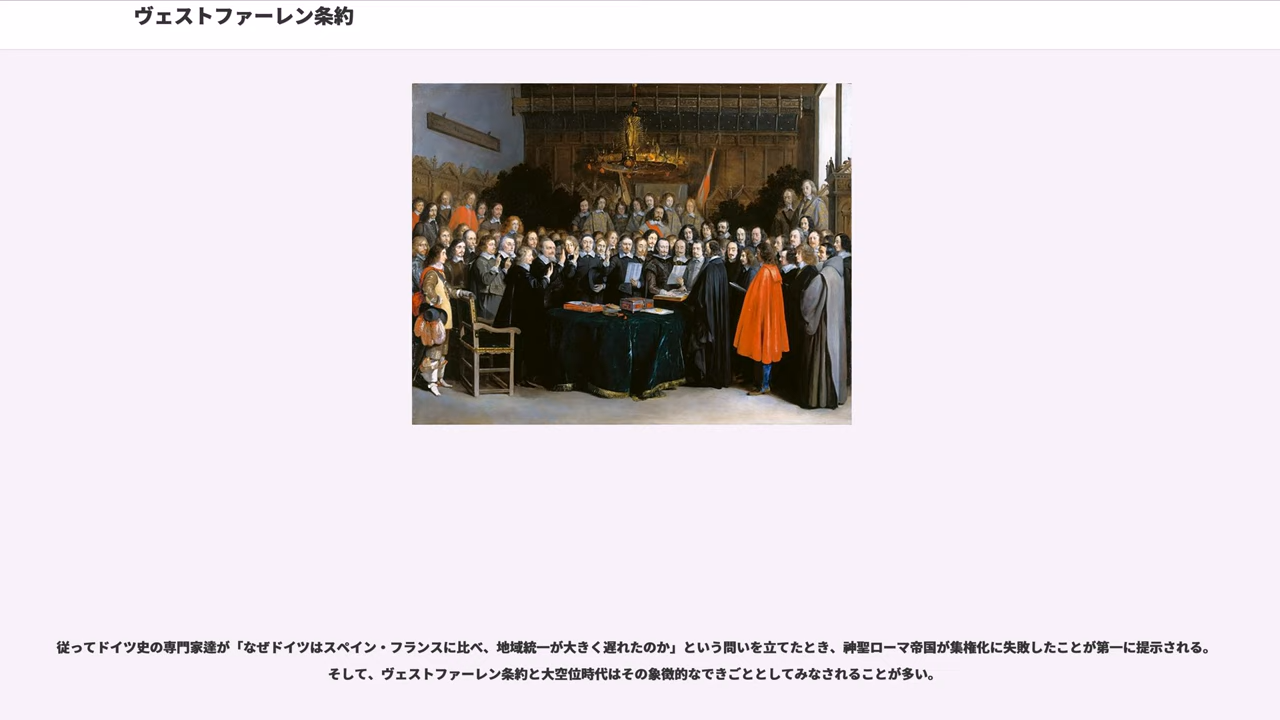 ヴェストファーレン条約
従ってドイツ史の専門家達が「なぜドイツはスペイン・フランスに比べ、地域統一が大きく遅れたのか」という問いを立てたとき、神聖ローマ帝国が集権化に失敗したことが第一に提示される。
そして、ヴェストファーレン条約と大空位時代はその象徴的なできごととしてみなされることが多い。